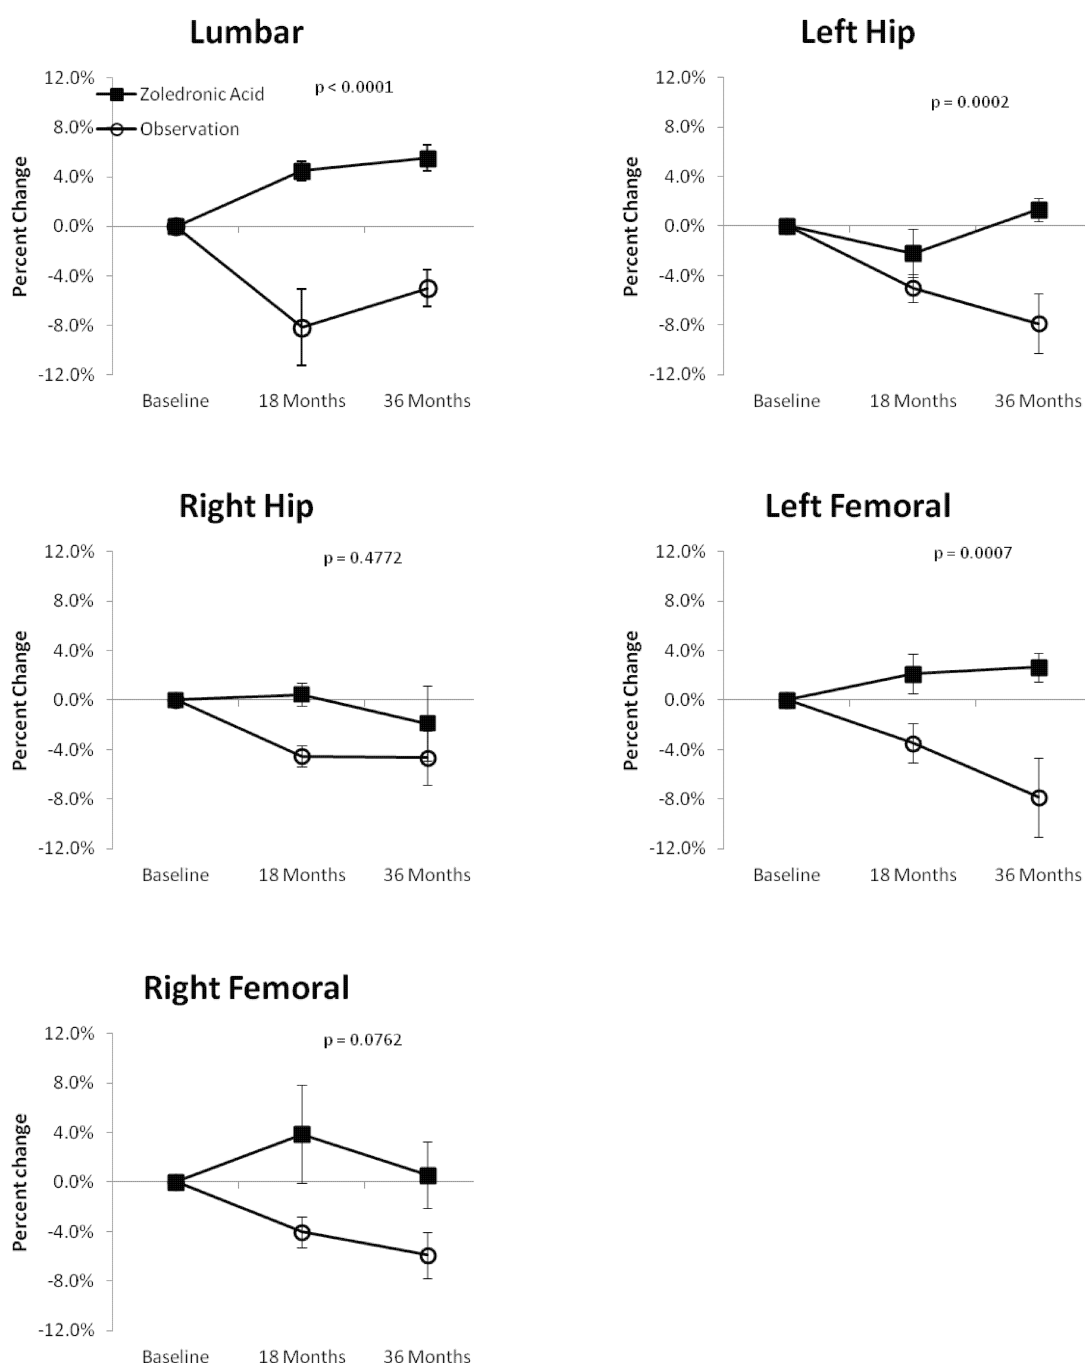 Lumbar
12.0%
8.0%
4.0%
0.0%
-4.0%
-8.0%
-12.0%
Percent Change
Zoledronic Acid
Observation
p < 0.0001
Baseline 18 Months 36 Months
Left Hip
12.0%
8.0%
4.0%
0.0%
-4.0%
-8.0%
-12.0%
Percent Change
p = 0.0002
Baseline 18 Months 36 Months
Right Hip
12.0%
8.0%
4.0%
0.0%
-4.0%
-8.0%
-12.0%
Percent Change
p = 0.4772
Baseline 18 Months 36 Months
Left Femoral
12.0%
8.0%
4.0%
0.0%
-4.0%
-8.0%
-12.0%
Percent Change
p = 0.0007
Baseline 18 Months 36 Months
Right Femoral
12.0%
8.0%
4.0%
0.0%
-4.0%
-8.0%
-12.0%
Percent change
p = 0.0762
Baseline 18 Months 36 Months